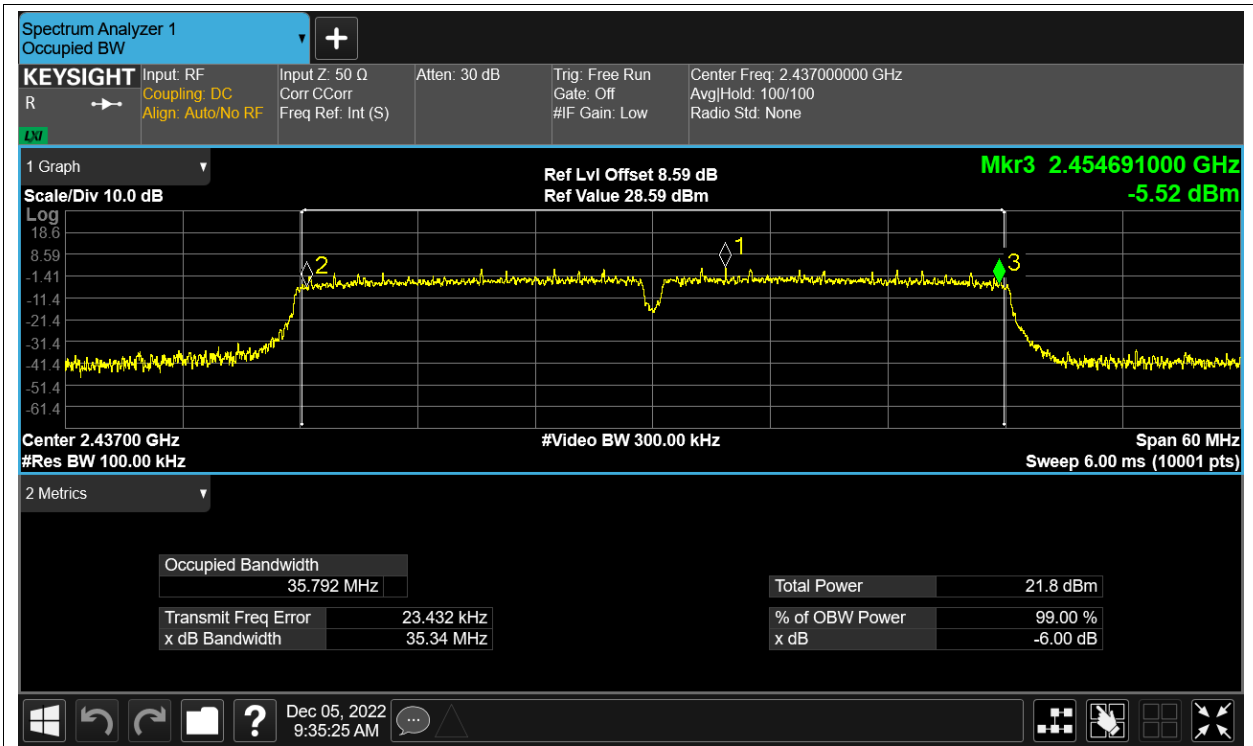 Spectrum Analyzer 1
Occupied BW
KEYSIGHT
R
LXI
Input: RF
Coupling: DC
Align: Auto/No RF
Input Z: 50 Ω
Corr CCorr
Freq Ref: Int (S)
Atten: 30 dB
Trig: Free Run
Gate: Off
#IF Gain: Low
Center Freq: 2.437000000 GHz
Avg|Hold: 100/100
Radio Std: None
1 Graph
Scale/Div 10.0 dB
Ref Lvl Offset 8.59 dB
Ref Value 28.59 dBm
Mkr3 2.454691000 GHz
-5.52 dBm
Log
18.6
8.59
-1.41
-11.4
-21.4
-31.4
-41.4
-51.4
-61.4
2
1
3
Center 2.43700 GHz
#Res BW 100.00 kHz
#Video BW 300.00 kHz
Span 60 MHz
Sweep 6.00 ms (10001 pts)
2 Metrics
Occupied Bandwidth
35.792 MHz
Transmit Freq Error 23.432 kHz
x dB Bandwidth 35.34 MHz
Total Power 21.8 dBm
% of OBW Power 99.00 %
x dB -6.00 dB
?
Dec 05, 2022
9:35:25 AM